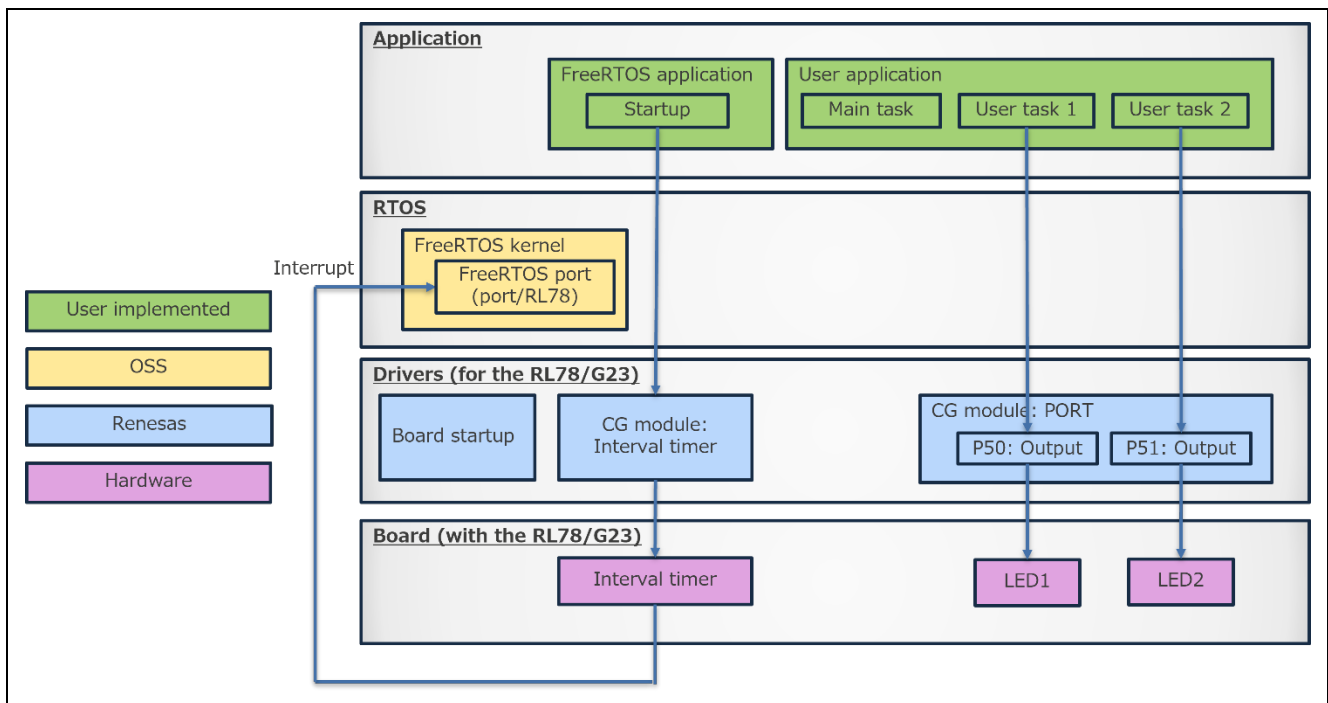 Application
FreeRTOS application
Startup
User application
Main task
User task 1
User task 2
RTOS
FreeRTOS kernel
FreeRTOS port
(port/RL78)
Interrupt
User implemented
OSS
Renesas
Hardware
Drivers (for the RL78/G23)
Board startup
CG module:
Interval timer
CG module: PORT
P50: Output
P51: Output
Board (with the RL78/G23)
Interval timer
LED1
LED2